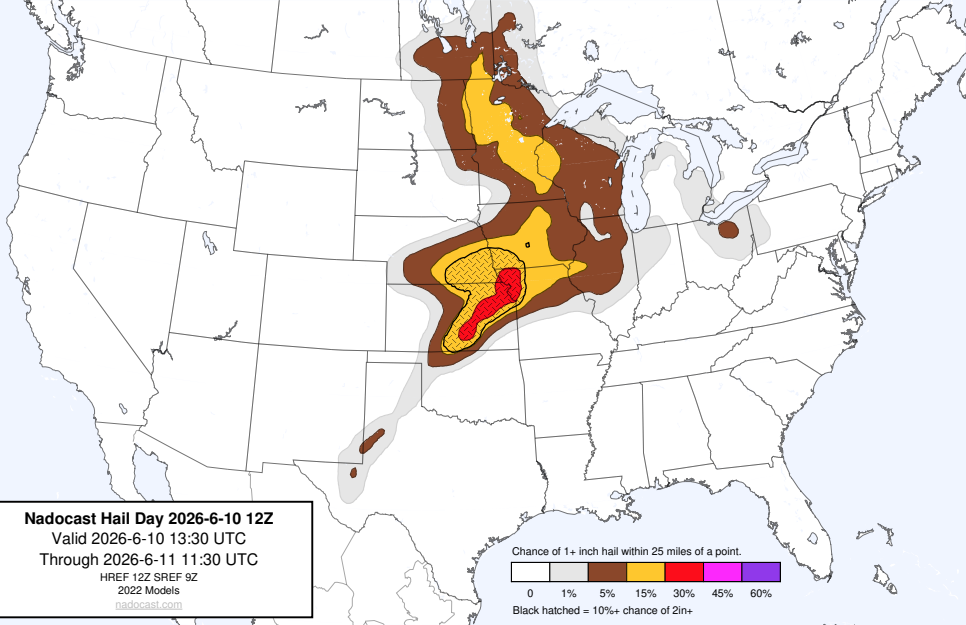 Nadocast Hail Day 2026-6-10 12Z
Valid 2026-6-10 13:30 UTC
Through 2026-6-11 11:30 UTC
HREF 12Z SREF 9Z
2022 Models
nadocast.com
Chance of 1+ inch hail within 25 miles of a point.
0 1% 5% 15% 30% 45% 60%
Black hatched = 10%+ chance of 2in+